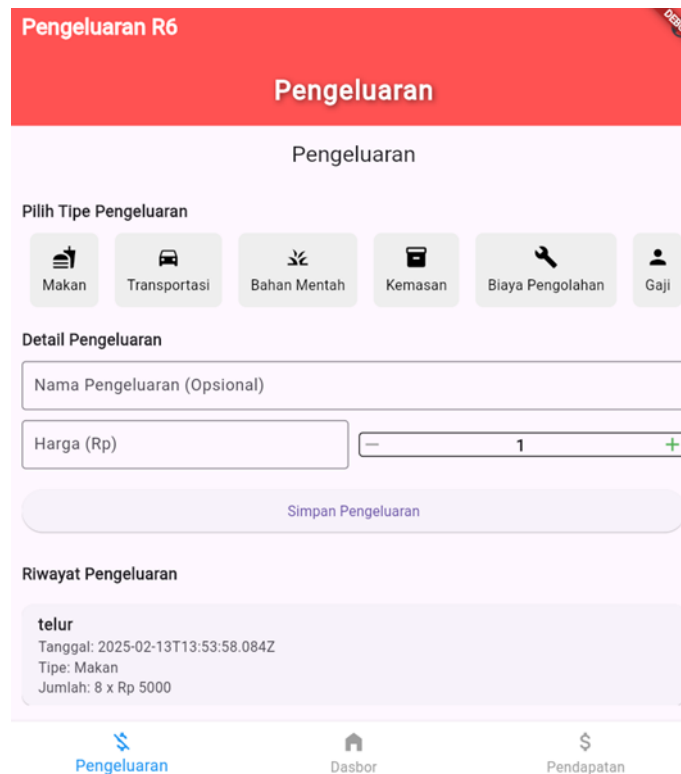 Pengeluaran R6
Pengeluaran
Pengeluaran
Pilih Tipe Pengeluaran
Makan Transportasi Bahan Mentah Kemasan Biaya Pengolahan Gaji
Detail Pengeluaran
Nama Pengeluaran (Opsional)
Harga (Rp) − 1 +
Simpan Pengeluaran
Riwayat Pengeluaran
telur
Tanggal: 2025-02-13T13:53:58.084Z
Tipe: Makan
Jumlah: 8 x Rp 5000
Pengeluaran Dasbor Pendapatan